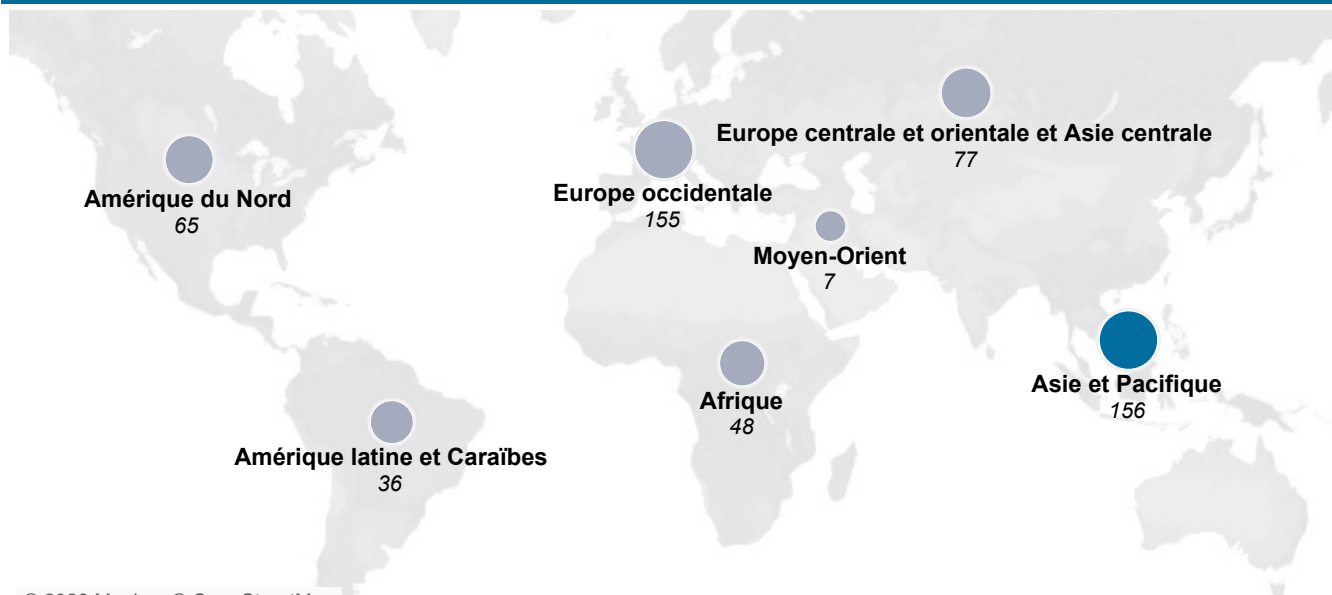 Europe centrale et orientale et Asie centrale
77
Amérique du Nord
65
Europe occidentale
155
Moyen-Orient
7
Asie et Pacifique
156
Afrique
48
Amérique latine et Caraïbes
36